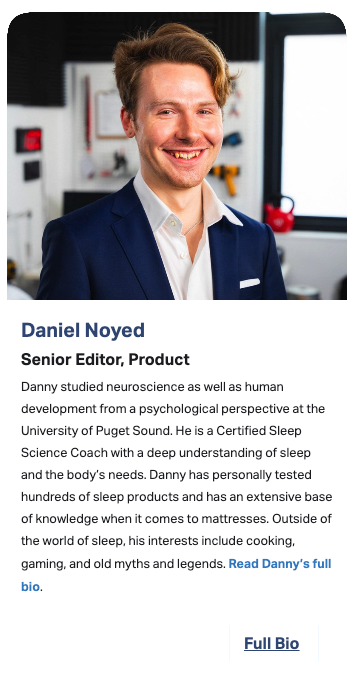 Daniel Noyed
Senior Editor, Product
Danny studied neuroscience as well as human
development from a psychological perspective at the
University of Puget Sound. He is a Certified Sleep
Science Coach with a deep understanding of sleep
and the body’s needs. Danny has personally tested
hundreds of sleep products and has an extensive base
of knowledge when it comes to mattresses. Outside of
the world of sleep, his interests include cooking,
gaming, and old myths and legends. Read Danny’s full
bio.
Full Bio